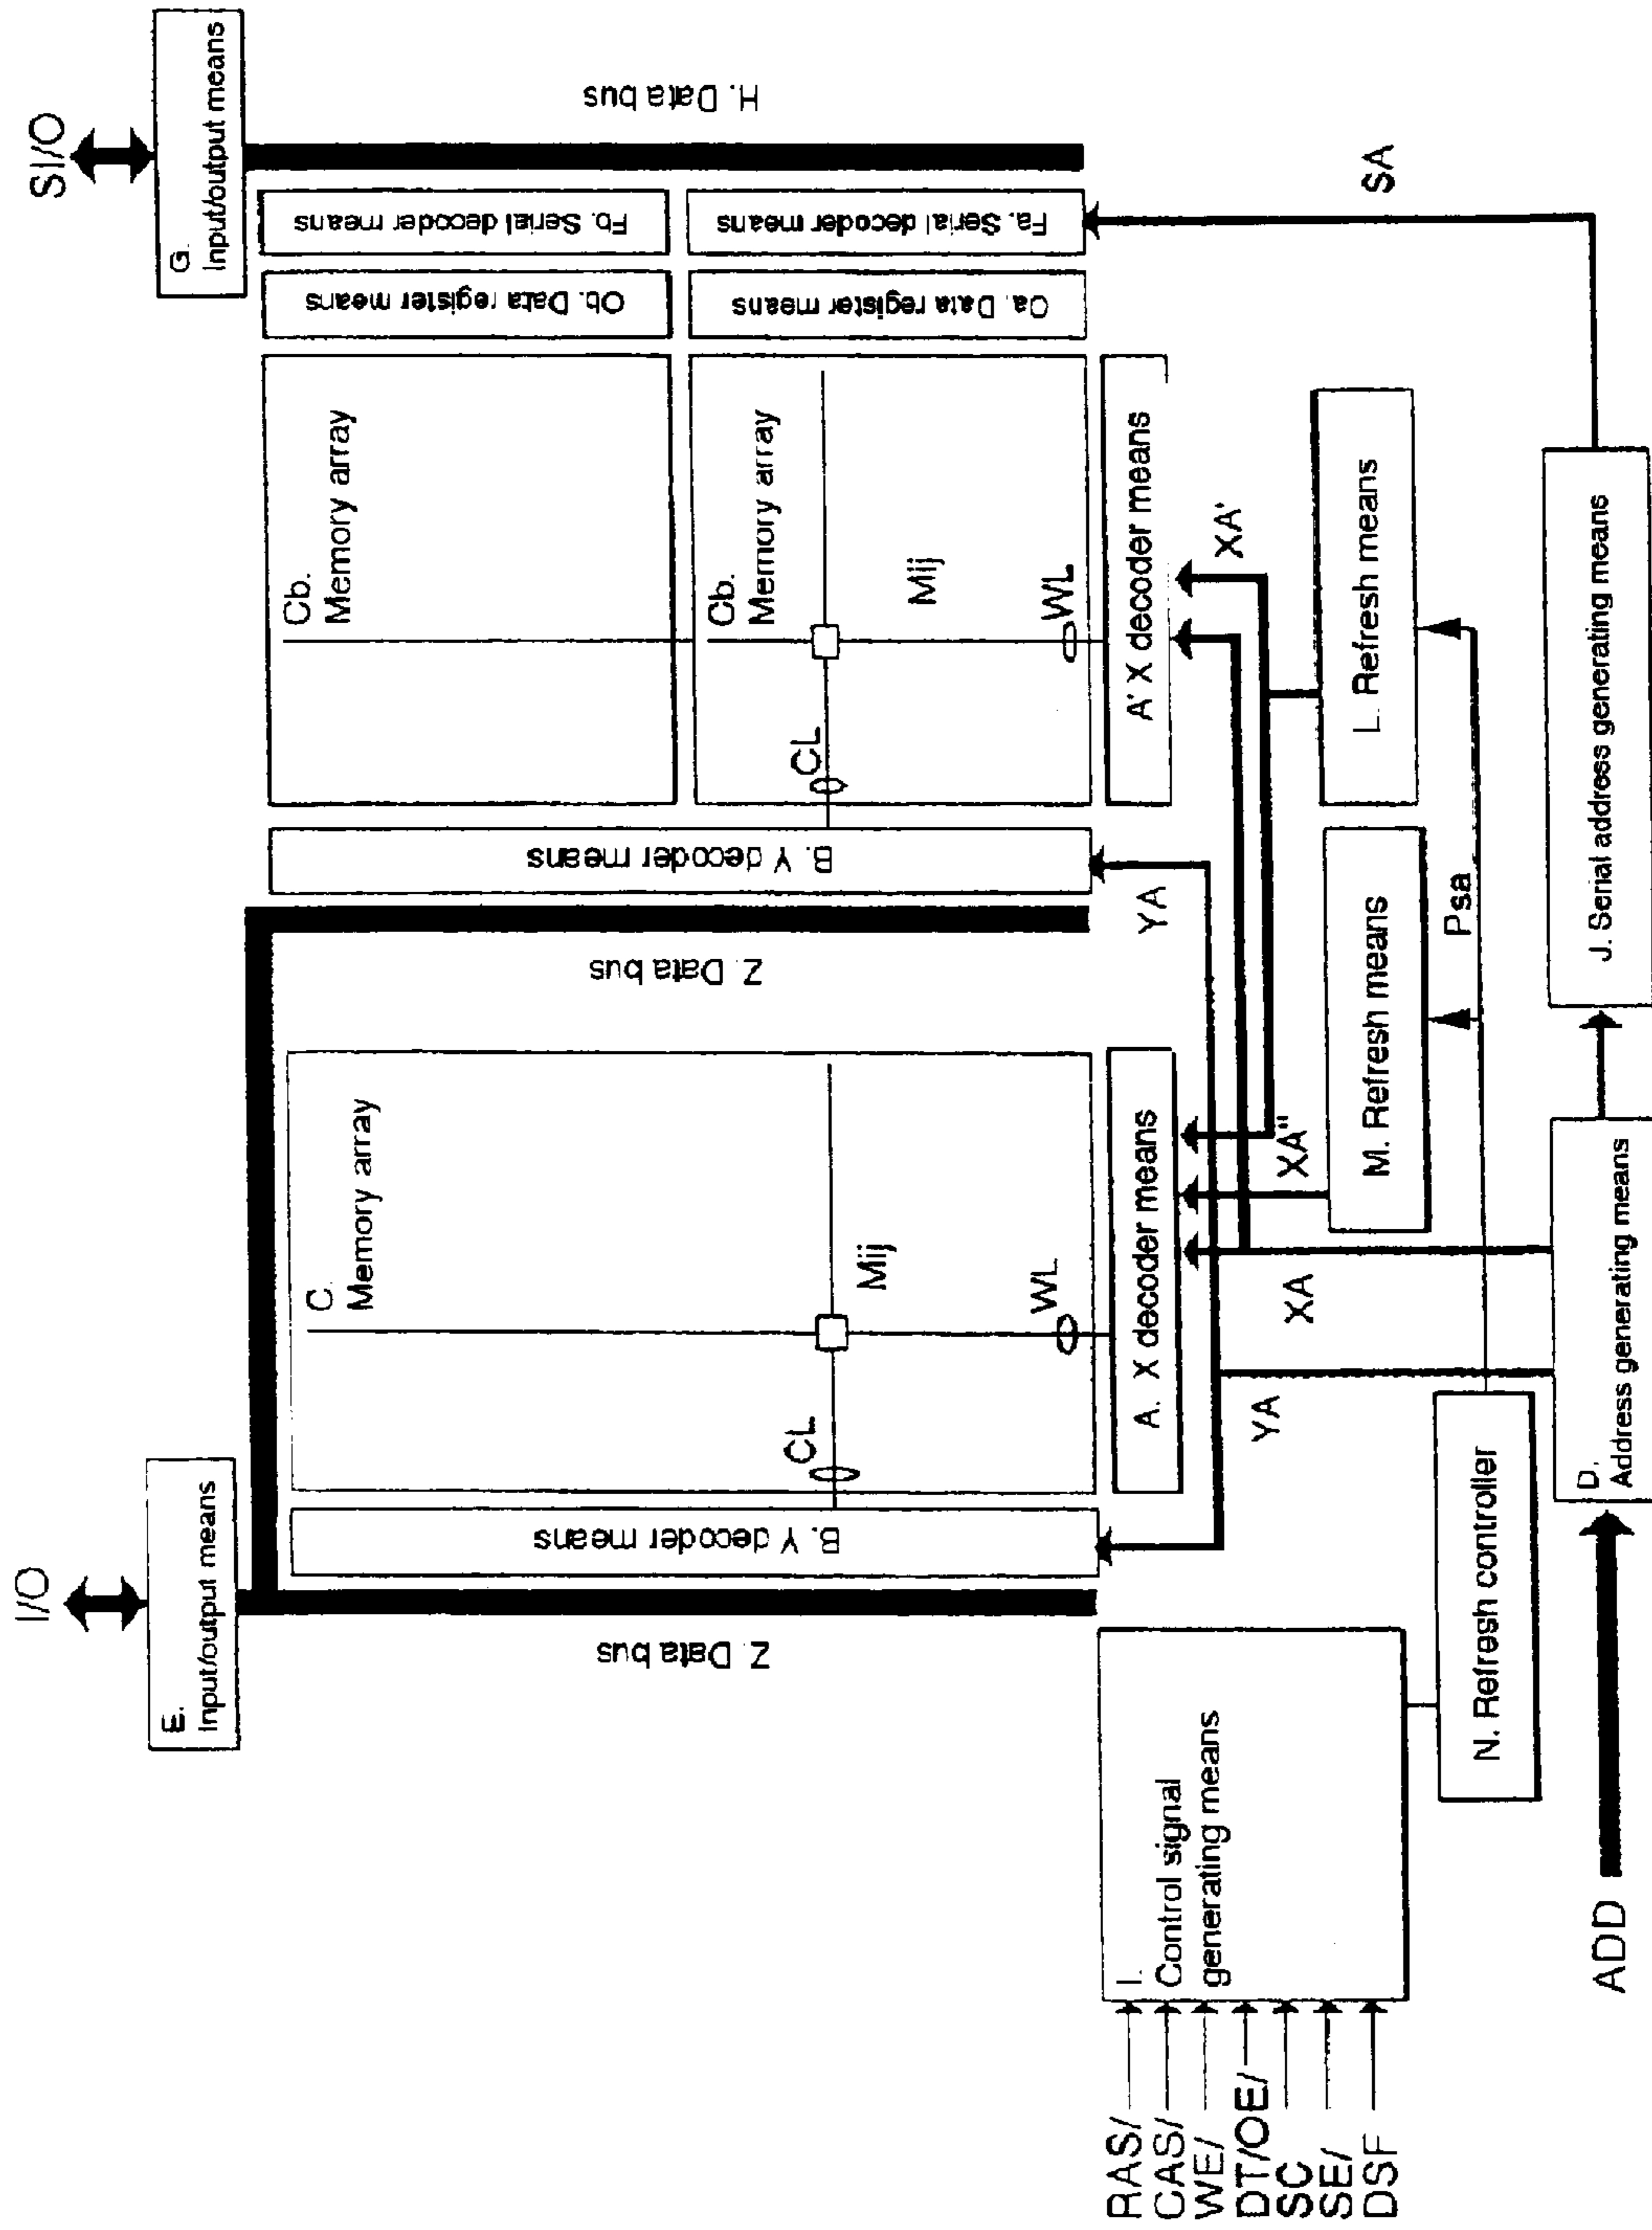 I/O
SI/O
E.
Input/output means
G.
Input/output means
Z. Data bus
B. Y decoder means
C.
Memory array
CL
Mij
WL
A. X decoder means
Z. Data bus
B. Y decoder means
Cb.
Memory array
Cb.
Memory array
CL
Mij
WL
A' X decoder means
Ob. Data register means
Oa. Data register means
Fb. Serial decoder means
Fa. Serial decoder means
H. Data bus
RAS/
CAS/
WE/
DT/OE/
SC
SE/
DSF
I.
Control signal
generating means
YA
XA
XA"
YA
XA'
SA
N. Refresh controller
M. Refresh means
Psa
L. Refresh means
ADD
D.
Address generating means
J. Serial address generating means